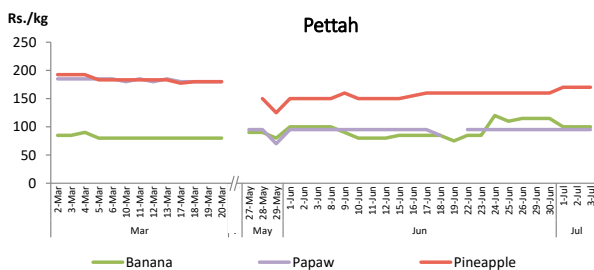 Rs./kg
Pettah
250
200
150
100
50
0
2-Mar
3-Mar
4-Mar
5-Mar
6-Mar
10-Mar
11-Mar
12-Mar
13-Mar
17-Mar
18-Mar
19-Mar
20-Mar
//
27-May
28-May
29-May
1-Jun
2-Jun
3-Jun
8-Jun
9-Jun
10-Jun
11-Jun
12-Jun
15-Jun
16-Jun
17-Jun
18-Jun
19-Jun
22-Jun
23-Jun
24-Jun
25-Jun
26-Jun
29-Jun
30-Jun
1-Jul
2-Jul
3-Jul
Mar . May Jun Jul
Banana Papaw Pineapple